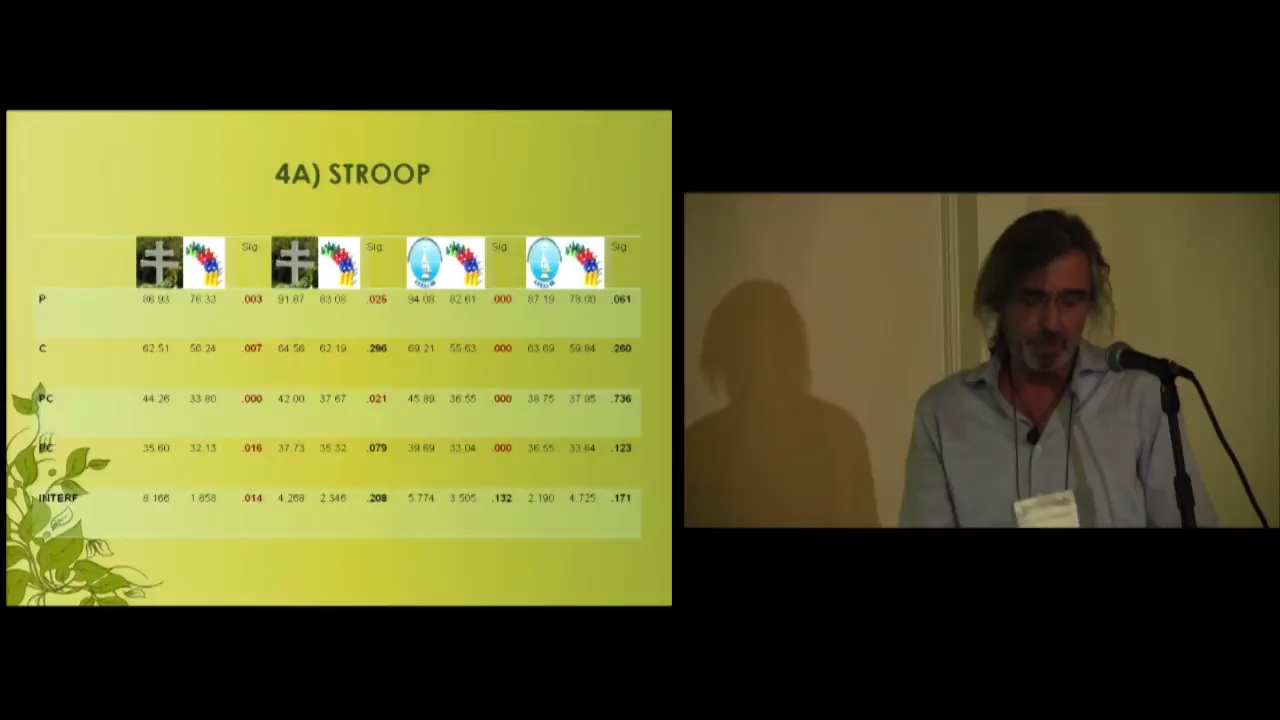 4A) STROOP
Sig. Sig. Sig. Sig
P 86.93 76.33 .003 91.67 83.08 .026 94.08 82.61 .000 87.19 78.00 .061
C 62.51 56.24 .007 64.56 62.19 .296 69.21 55.63 .000 63.69 59.84 .260
PC 44.26 33.80 .000 42.00 37.67 .021 45.89 36.55 .000 38.75 37.95 .736
PC 35.60 32.13 .016 37.73 35.32 .079 39.69 33.04 .000 36.55 33.64 .123
INTERF 8.166 1.858 .014 4.268 2.346 .208 5.774 3.505 .132 2.190 4.725 .171